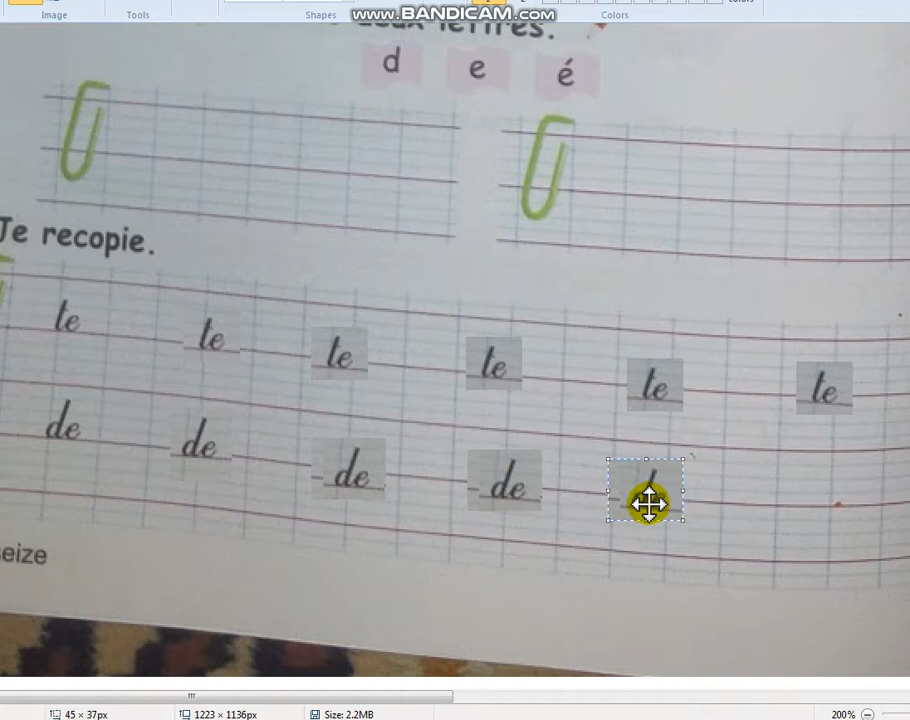 Image Tools Shapes Colors
www.BANDICAM.com
lettres.
d e é
Je recopie.
te te te te te te
de de de de
seize
45 × 37px 1223 × 1136px Size: 2.2MB 200%